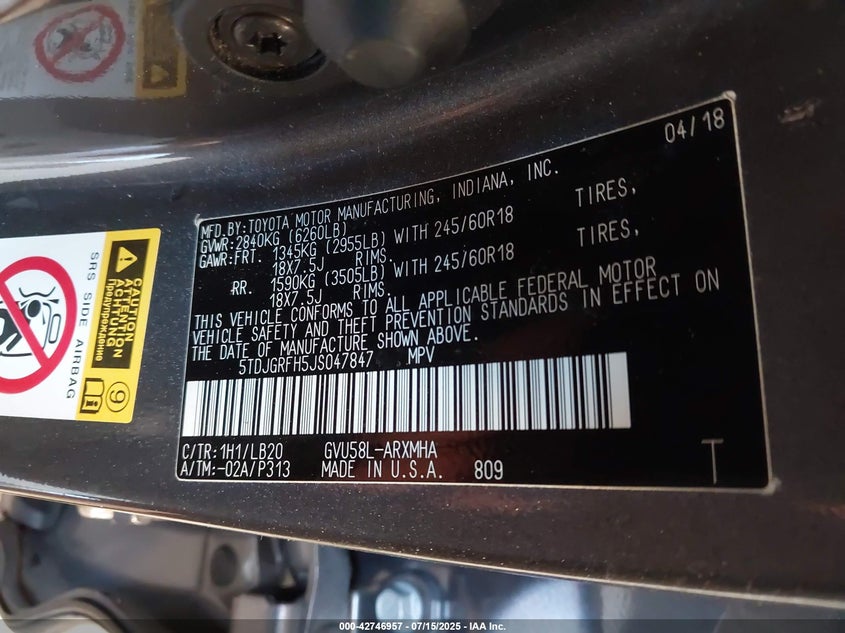 04/18
MFD.BY:TOYOTA MOTOR MANUFACTURING, INDIANA, INC.
GVWR:2840KG (6260LB)
GAWR:FRT. 1345KG (2955LB) WITH 245/60R18 TIRES,
18X7.5J RIMS.
RR. 1590KG (3505LB) WITH 245/60R18 TIRES,
18X7.5J RIMS.
THIS VEHICLE CONFORMS TO ALL APPLICABLE FEDERAL MOTOR
VEHICLE SAFETY AND THEFT PREVENTION STANDARDS IN EFFECT ON
THE DATE OF MANUFACTURE SHOWN ABOVE.
5TDJGRFH5JS047847 MPV
C/TR:1H1/LB20 GVU58L-ARXMHA
A/TM:-02A/P313 MADE IN U.S.A. 809
T
SRS SIDE AIRBAG
CAUTION
ATTENTION
ACHTUNG
Предупреждение
9
000-42746957 - 07/15/2025 - IAA Inc.